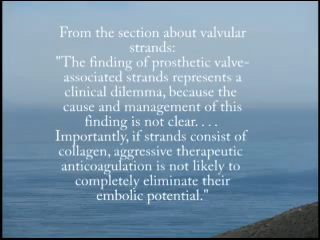 From the section about valvular
strands:
"The finding of prosthetic valve-
associated strands represents a
clinical dilemma, because the
cause and management of this
finding is not clear. . . .
Importantly, if strands consist of
collagen, aggressive therapeutic
anticoagulation is not likely to
completely eliminate their
embolic potential."